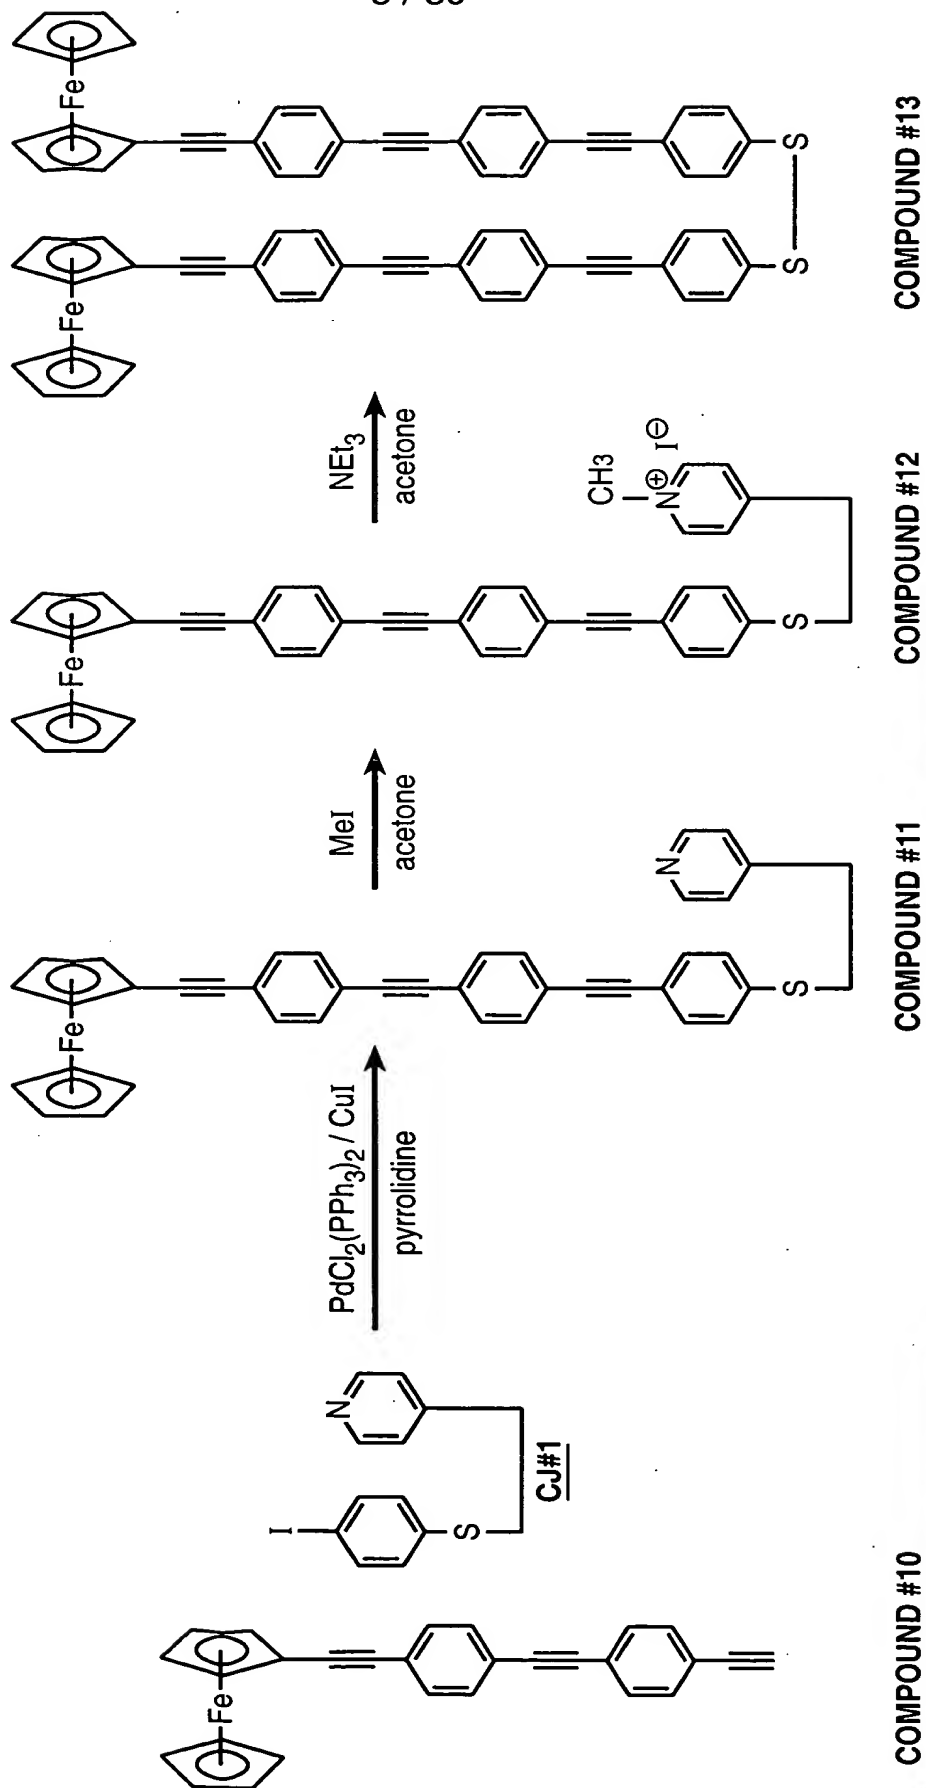 Fe
COMPOUND #10
I
N
S
CJ#1
PdCl₂(PPh₃)₂ / CuI
pyrrolidine
Fe
N
S
COMPOUND #11
MeI
acetone
Fe
CH3
N⊕ I⊖
S
COMPOUND #12
NEt₃
acetone
Fe Fe
S S
COMPOUND #13